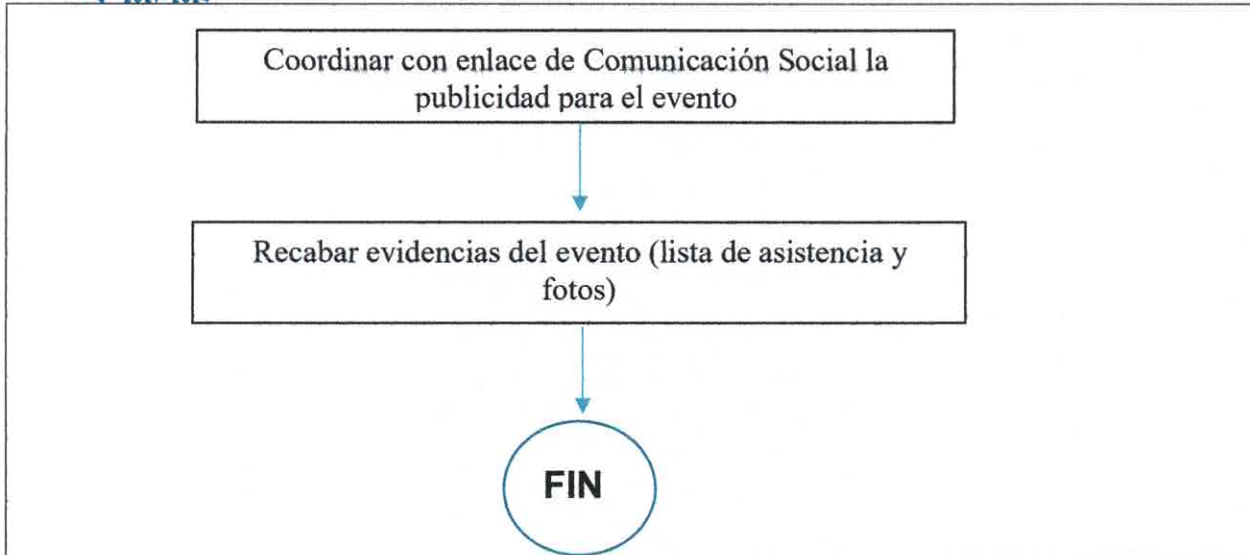 Coordinar con enlace de Comunicación Social la
publicidad para el evento
Recabar evidencias del evento (lista de asistencia y
fotos)
FIN